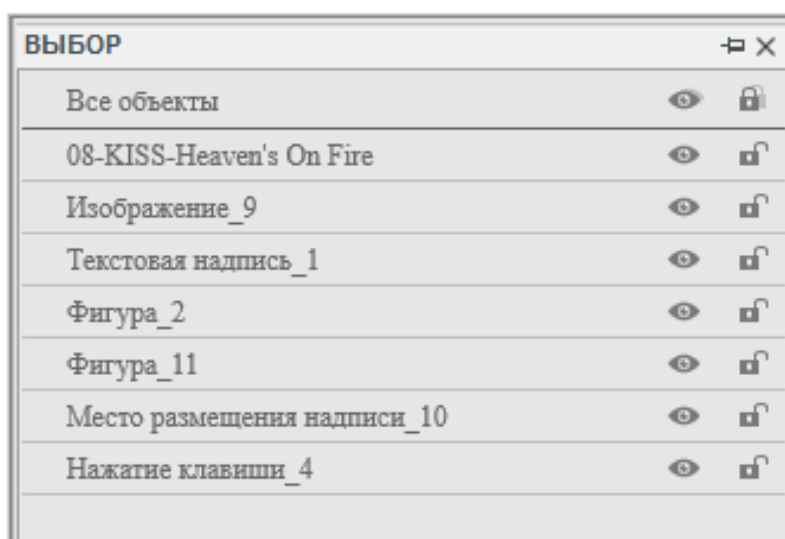 ВЫБОР
Все объекты
08-KISS-Heaven's On Fire
Изображение_9
Текстовая надпись_1
Фигура_2
Фигура_11
Место размещения надписи_10
Нажатие клавиши_4